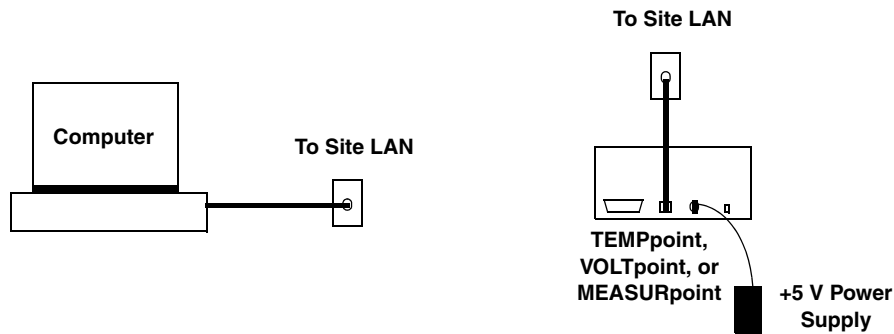 To Site LAN
Computer
To Site LAN
TEMPpoint,
VOLTpoint, or
MEASURpoint
+5 V Power
Supply